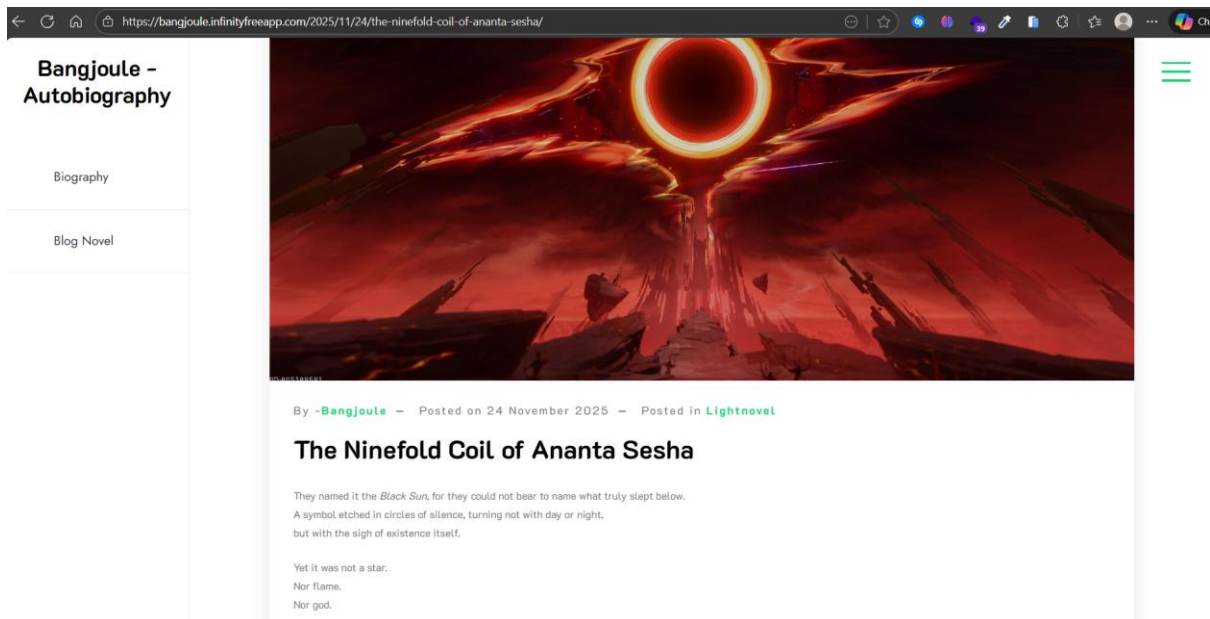 https://bangjoule.infinityfreeapp.com/2025/11/24/the-ninefold-coil-of-ananta-sesha/
39
Ch
Bangjoule -
Autobiography
Biography
Blog Novel
By -Bangjoule – Posted on 24 November 2025 – Posted in Lightnovel
The Ninefold Coil of Ananta Sesha
They named it the Black Sun, for they could not bear to name what truly slept below.
A symbol etched in circles of silence, turning not with day or night,
but with the sigh of existence itself.
Yet it was not a star.
Nor flame.
Nor god.